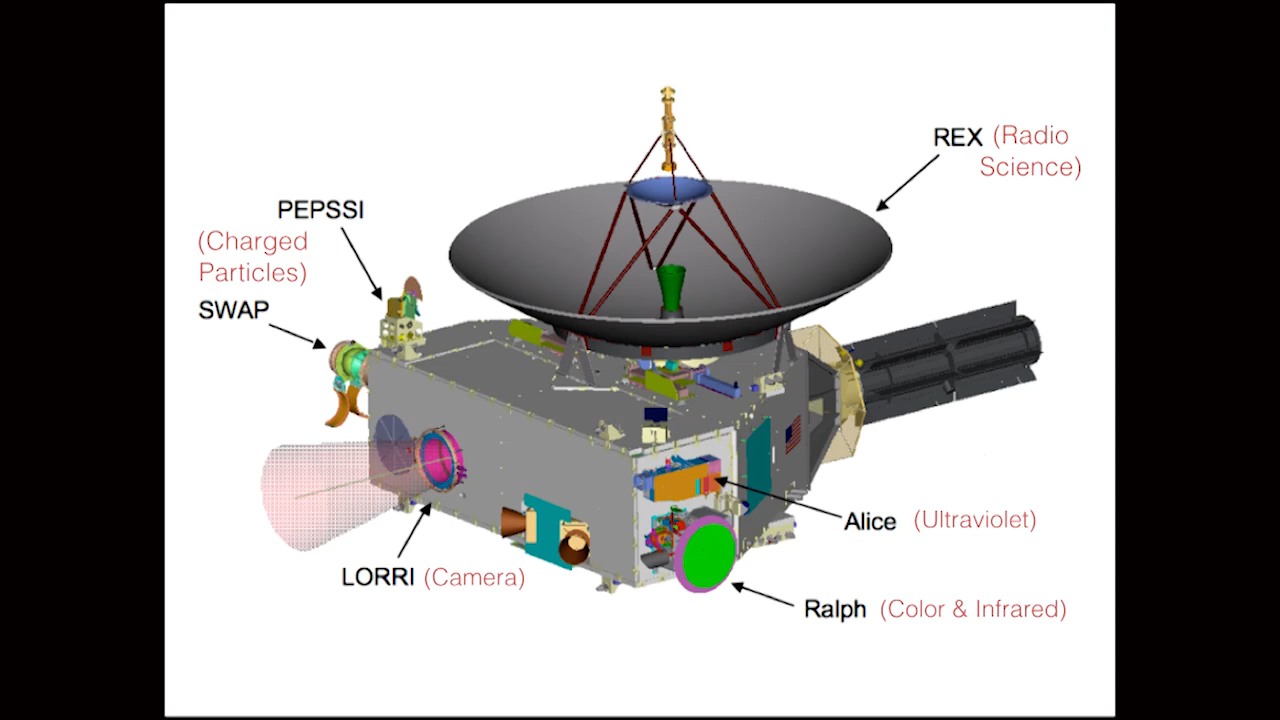 REX (Radio
Science)
PEPSSI
(Charged
Particles)
SWAP
Alice (Ultraviolet)
LORRI (Camera)
Ralph (Color & Infrared)